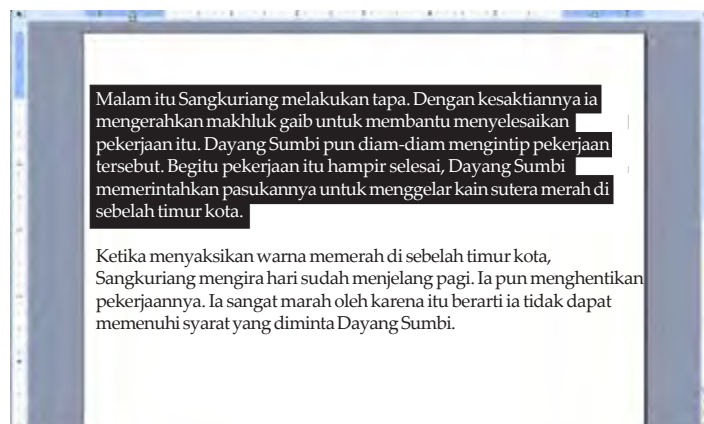 Malam itu Sangkuriang melakukan tapa. Dengan kesaktiannya ia
mengerahkan makhluk gaib untuk membantu menyelesaikan
pekerjaan itu. Dayang Sumbi pun diam-diam mengintip pekerjaan
tersebut. Begitu pekerjaan itu hampir selesai, Dayang Sumbi
memerintahkan pasukannya untuk menggelar kain sutera merah di
sebelah timur kota.
Ketika menyaksikan warna memerah di sebelah timur kota,
Sangkuriang mengira hari sudah menjelang pagi. Ia pun menghentikan
pekerjaannya. Ia sangat marah oleh karena itu berarti ia tidak dapat
memenuhi syarat yang diminta Dayang Sumbi.